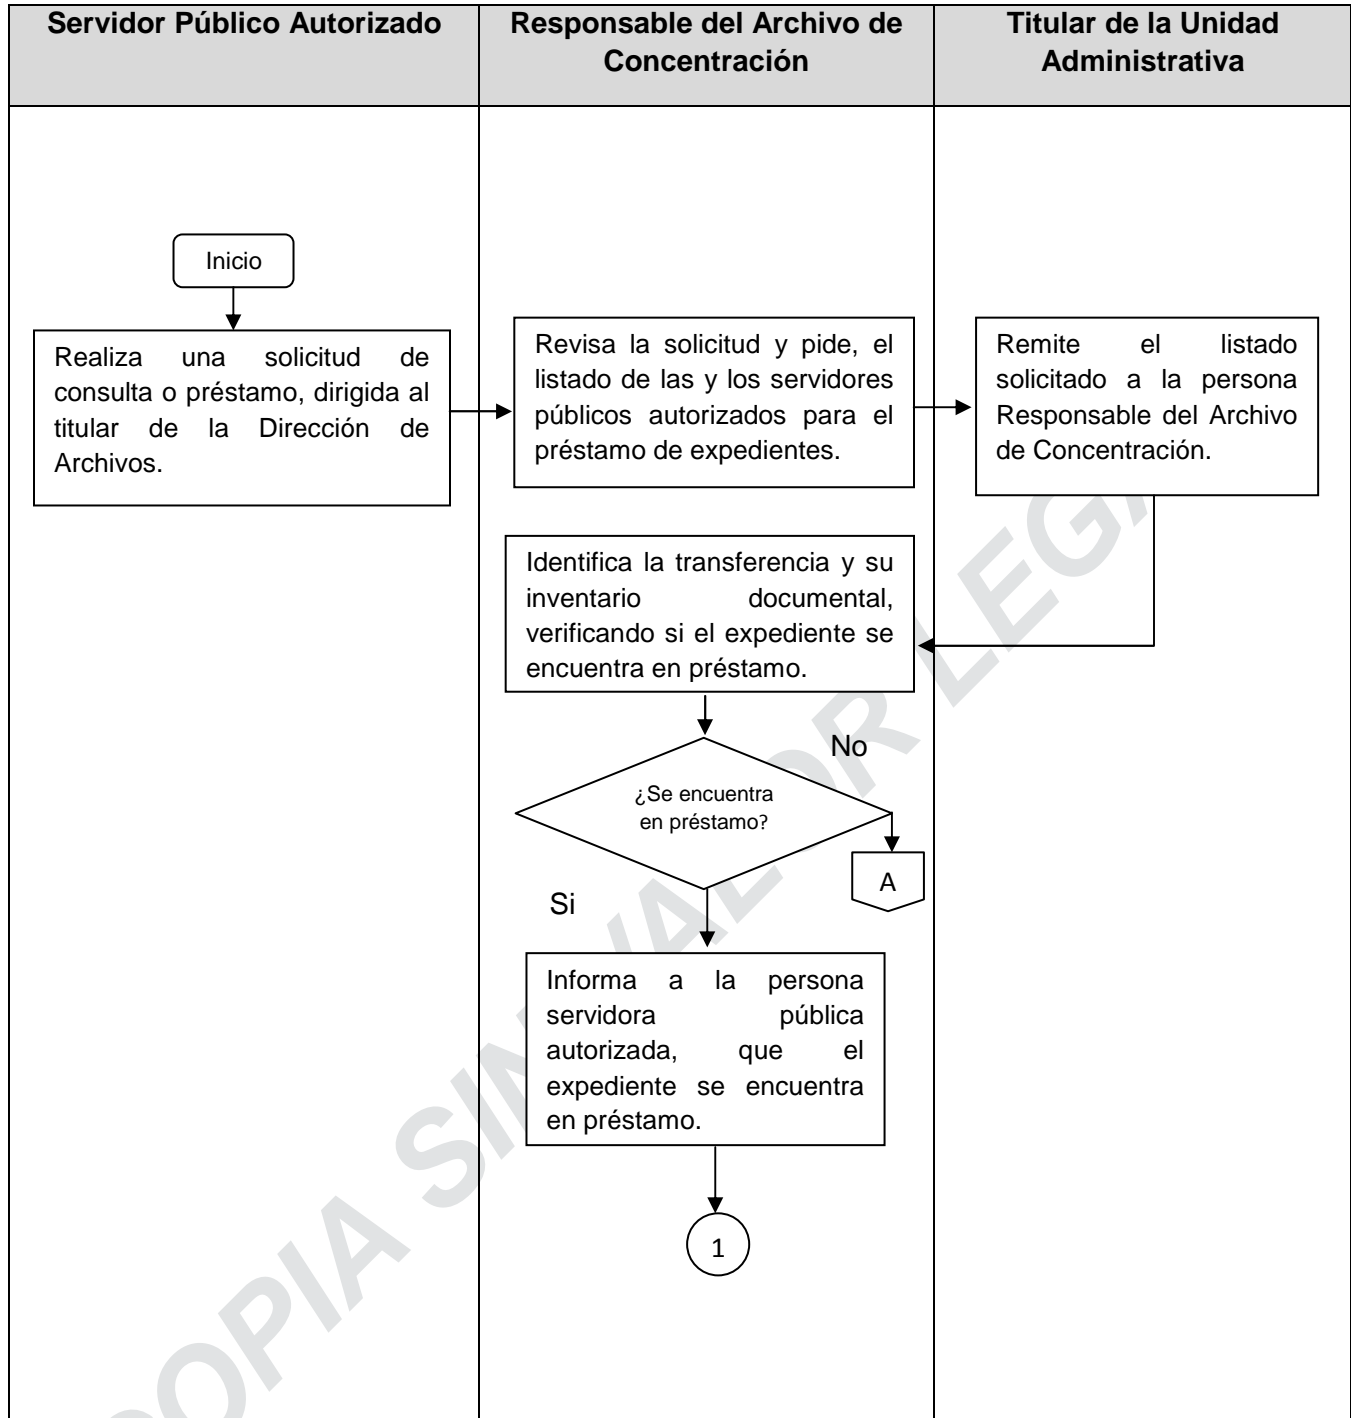 Servidor Público Autorizado
Responsable del Archivo de
Concentración
Titular de la Unidad
Administrativa
Inicio
Realiza una solicitud de
consulta o préstamo, dirigida al
titular de la Dirección de
Archivos.
Revisa la solicitud y pide, el
listado de las y los servidores
públicos autorizados para el
préstamo de expedientes.
Remite el listado
solicitado a la persona
Responsable del Archivo
de Concentración.
Identifica la transferencia y su
inventario documental,
verificando si el expediente se
encuentra en préstamo.
¿Se encuentra
en préstamo?
No
A
Si
Informa a la persona
servidora pública
autorizada, que el
expediente se encuentra
en préstamo.
1
COPIA SIN VALOR LEGAL